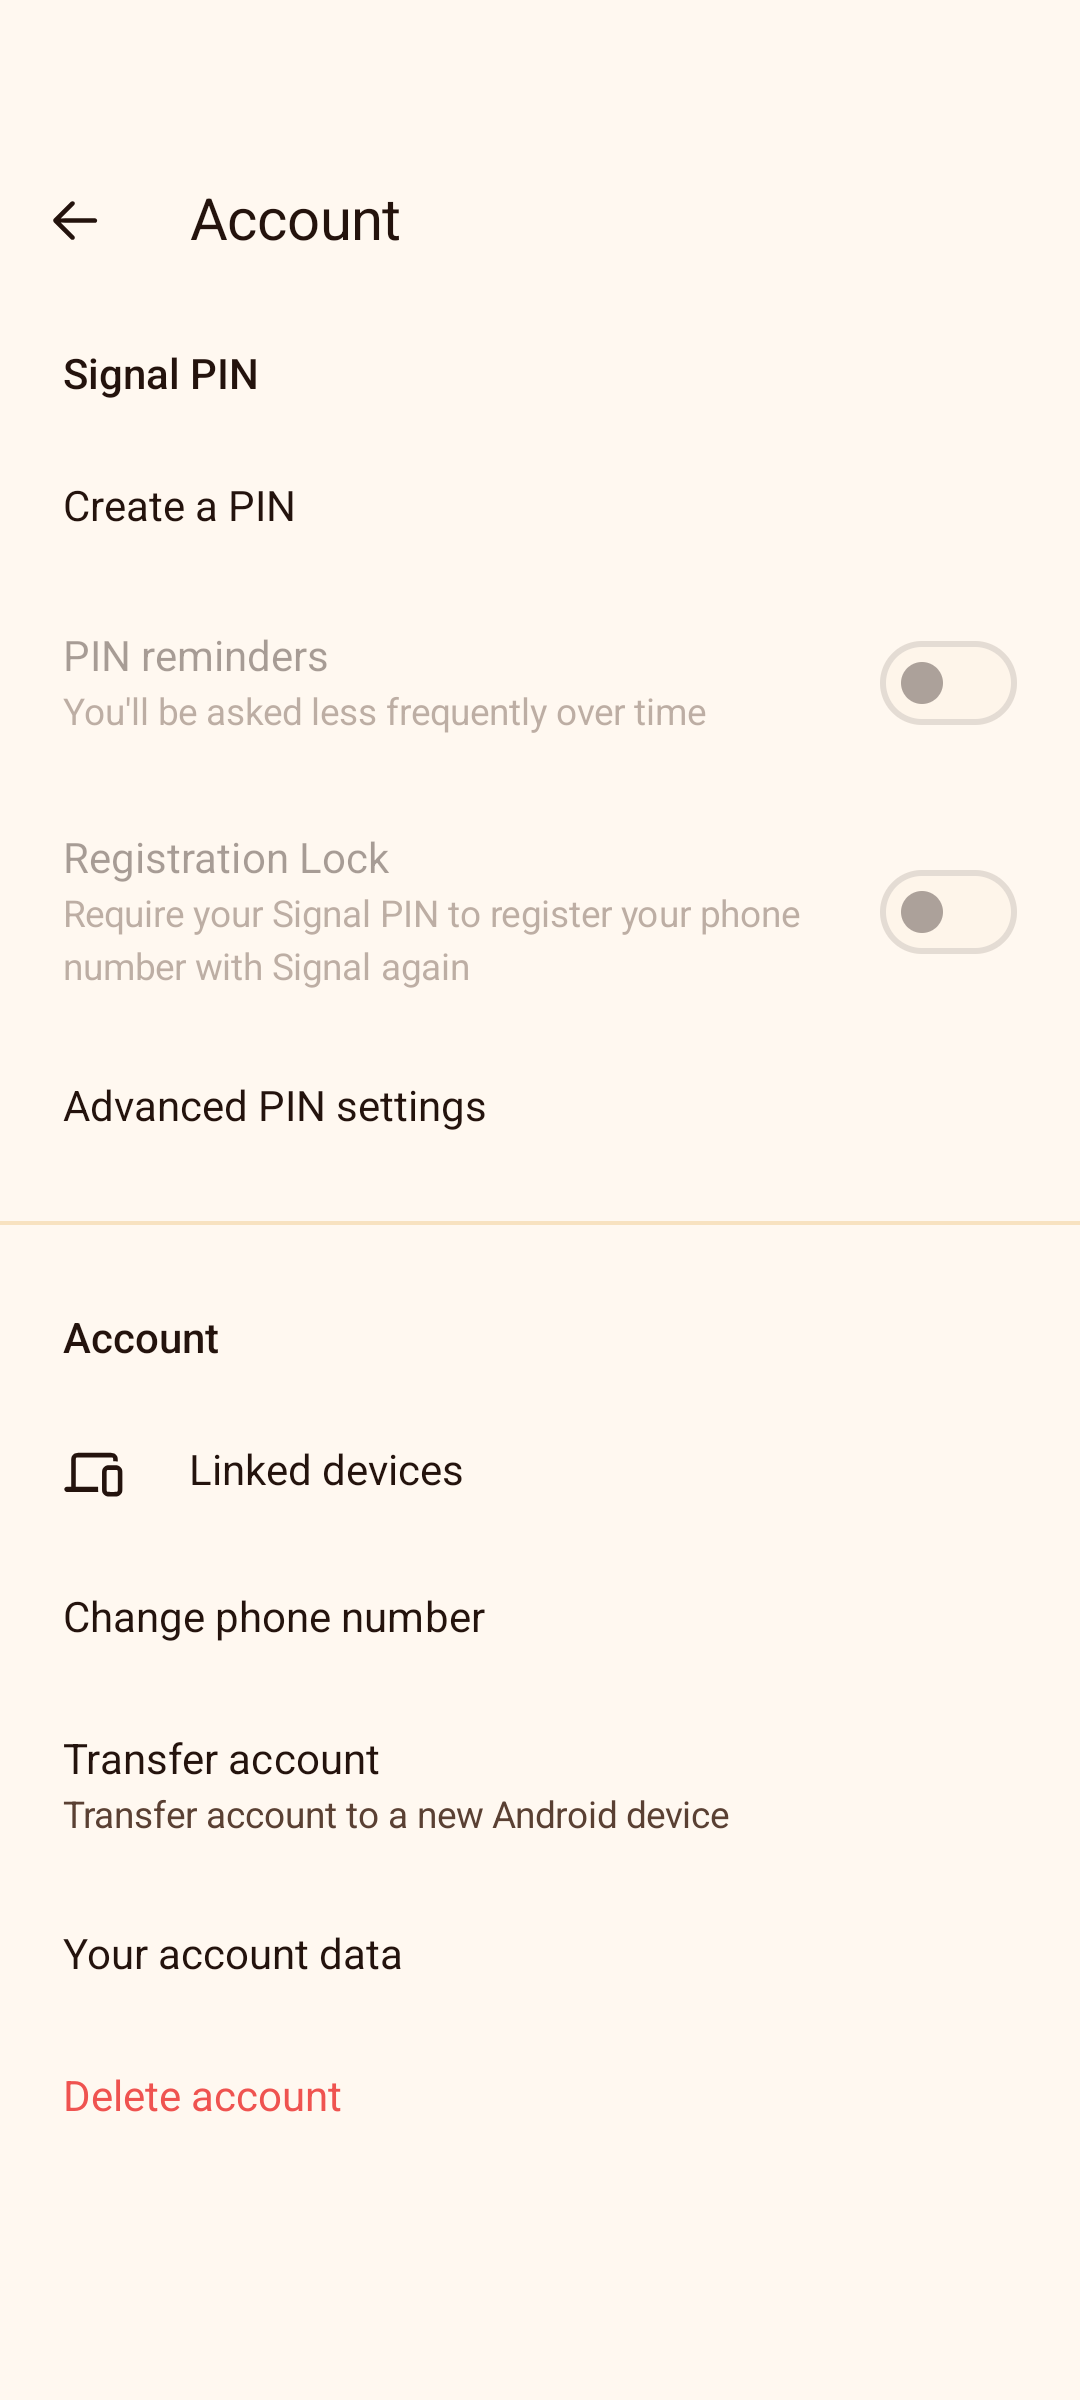 Account
Signal PIN
Create a PIN
PIN reminders
You'll be asked less frequently over time
Registration Lock
Require your Signal PIN to register your phone
number with Signal again
Advanced PIN settings
Account
Linked devices
Change phone number
Transfer account
Transfer account to a new Android device
Your account data
Delete account